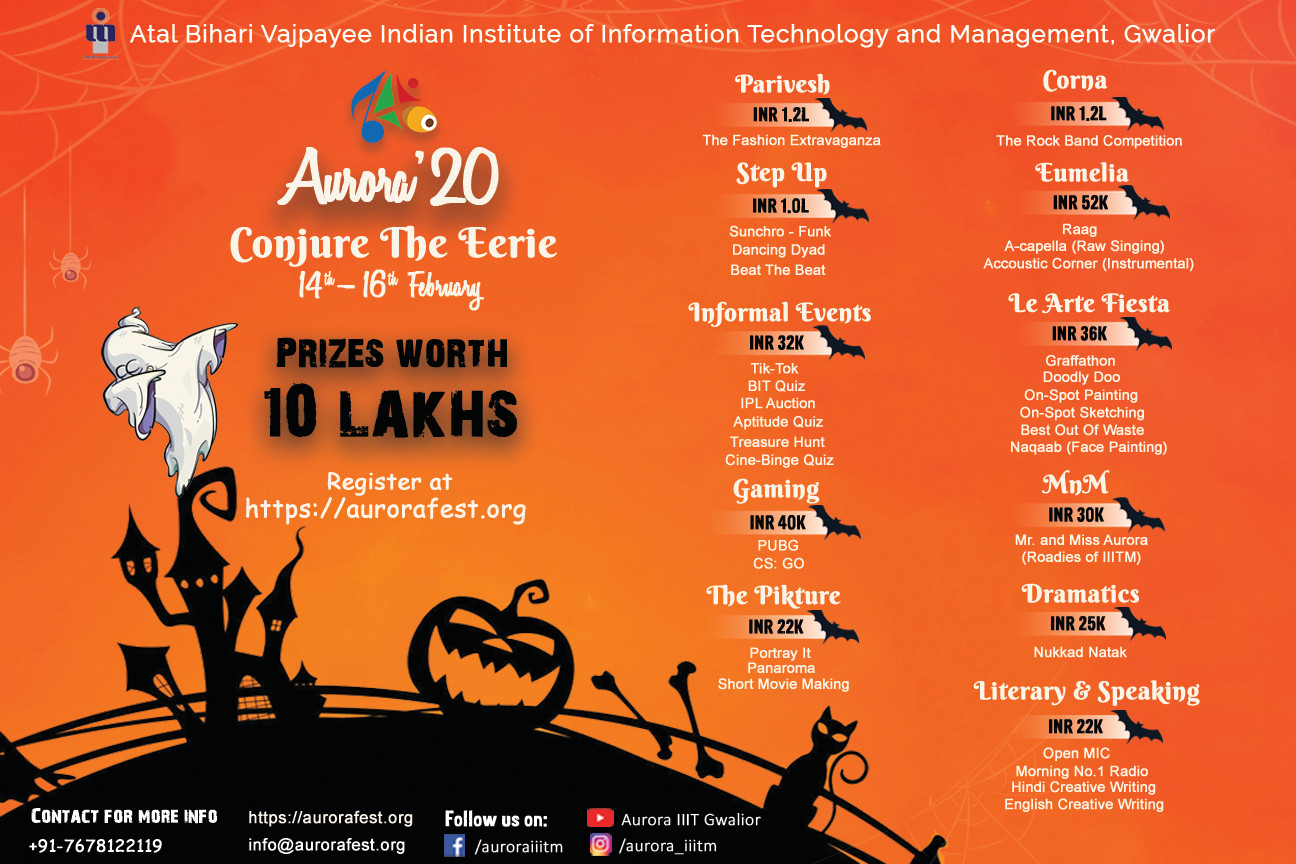 Atal Bihari Vajpayee Indian Institute of Information Technology and Management, Gwalior
Aurora'20
Conjure The Eerie
14th – 16th February
PRIZES WORTH
10 LAKHS
Register at
https://aurorafest.org
Parivesh
INR 1.2L
The Fashion Extravaganza
Step Up
INR 1.0L
Sunchro - Funk
Dancing Dyad
Beat The Beat
Informal Events
INR 32K
Tik-Tok
BIT Quiz
IPL Auction
Aptitude Quiz
Treasure Hunt
Cine-Binge Quiz
Gaming
INR 40K
PUBG
CS: GO
The Pikture
INR 22K
Portray It
Panaroma
Short Movie Making
Corna
INR 1.2L
The Rock Band Competition
Eumelia
INR 52K
Raag
A-capella (Raw Singing)
Accoustic Corner (Instrumental)
Le Arte Fiesta
INR 36K
Graffathon
Doodly Doo
On-Spot Painting
On-Spot Sketching
Best Out Of Waste
Naqaab (Face Painting)
MnM
INR 30K
Mr. and Miss Aurora
(Roadies of IIITM)
Dramatics
INR 25K
Nukkad Natak
Literary & Speaking
INR 22K
Open MIC
Morning No.1 Radio
Hindi Creative Writing
English Creative Writing
CONTACT FOR MORE INFO
+91-7678122119
https://aurorafest.org
info@aurorafest.org
Follow us on:
/auroraiiitm
Aurora IIIT Gwalior
/aurora_iiitm